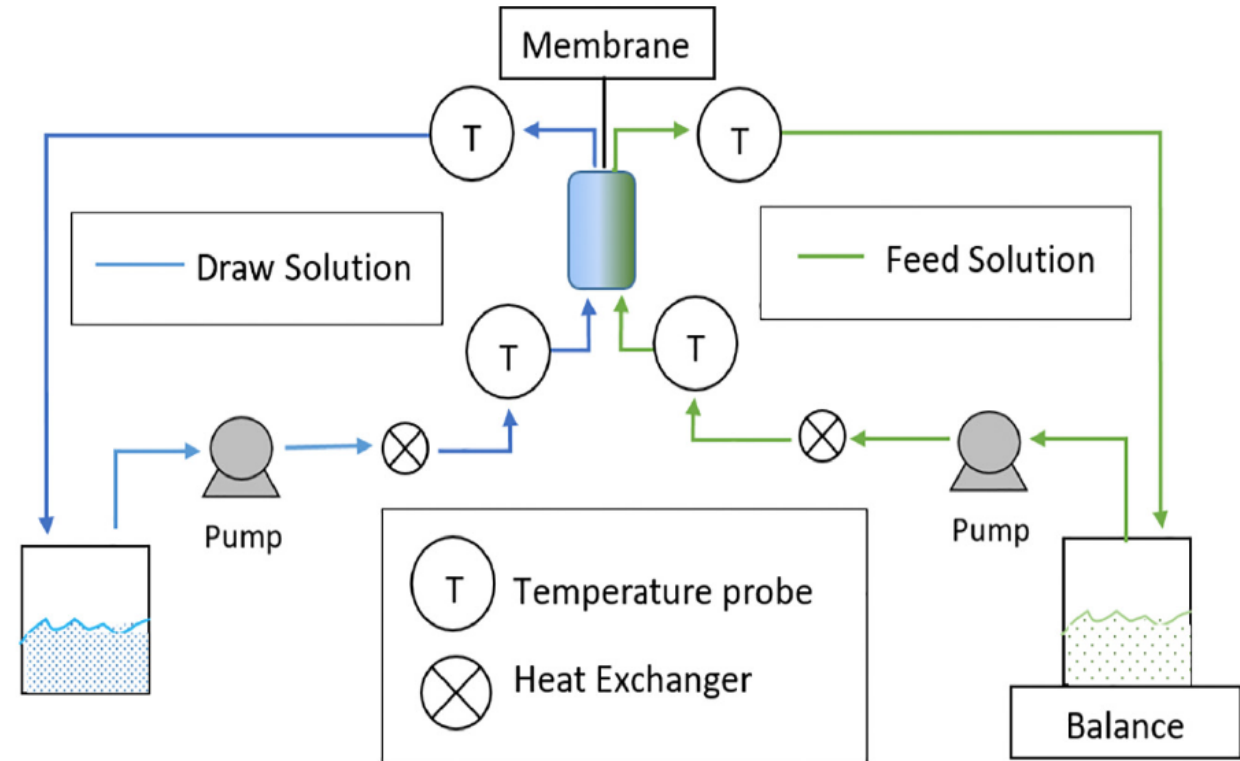 Membrane
T
T
Draw Solution
Feed Solution
T
T
Pump
Pump
T
Temperature probe
Heat Exchanger
Balance